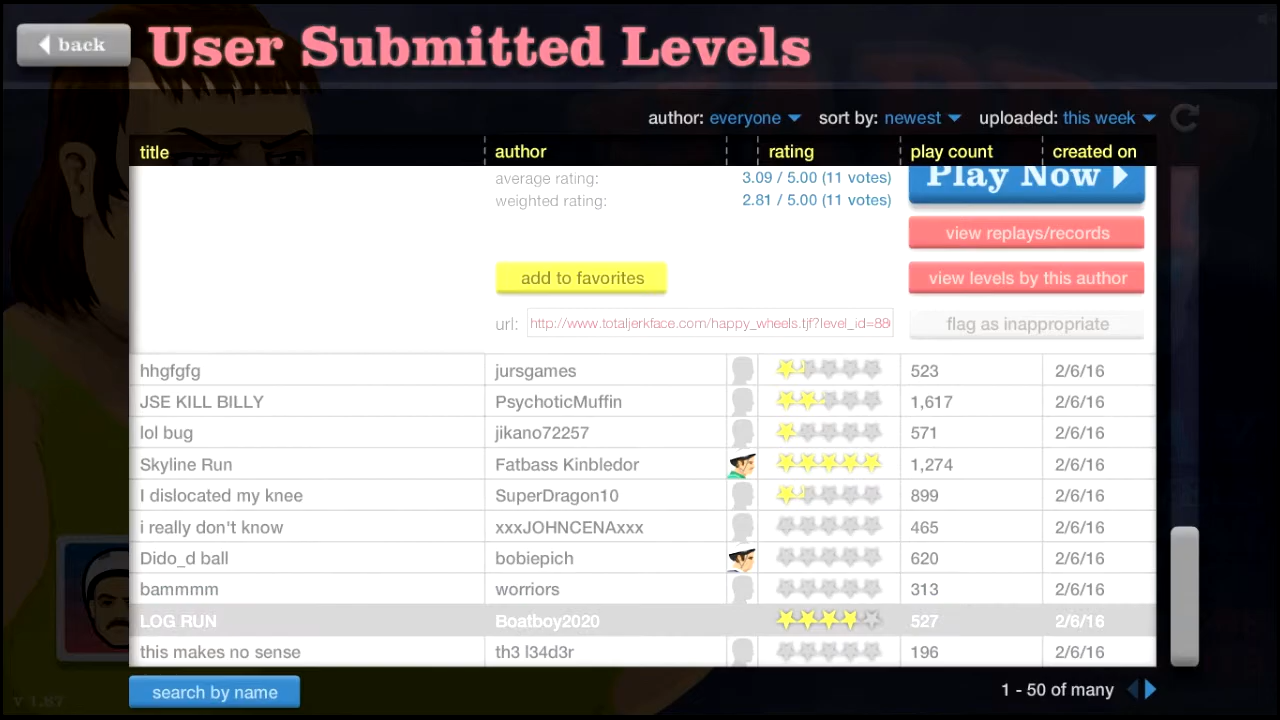 back
User Submitted Levels
author: everyone sort by: newest uploaded: this week
title author rating play count created on
average rating: 3.09 / 5.00 (11 votes) Play Now
weighted rating: 2.81 / 5.00 (11 votes)
view replays/records
add to favorites view levels by this author
url: http://www.totaljerkface.com/happy_wheels.tjf?level_id=88 flag as inappropriate
hhgfgfg jursgames 523 2/6/16
JSE KILL BILLY PsychoticMuffin 1,617 2/6/16
lol bug jikano72257 571 2/6/16
Skyline Run Fatbass Kinbledor 1,274 2/6/16
I dislocated my knee SuperDragon10 899 2/6/16
i really don't know xxxJOHNCENAxxx 465 2/6/16
Dido_d ball bobiepich 620 2/6/16
bammmm worriors 313 2/6/16
LOG RUN Boatboy2020 527 2/6/16
this makes no sense th3 l34d3r 196 2/6/16
search by name 1 - 50 of many
v 1.87